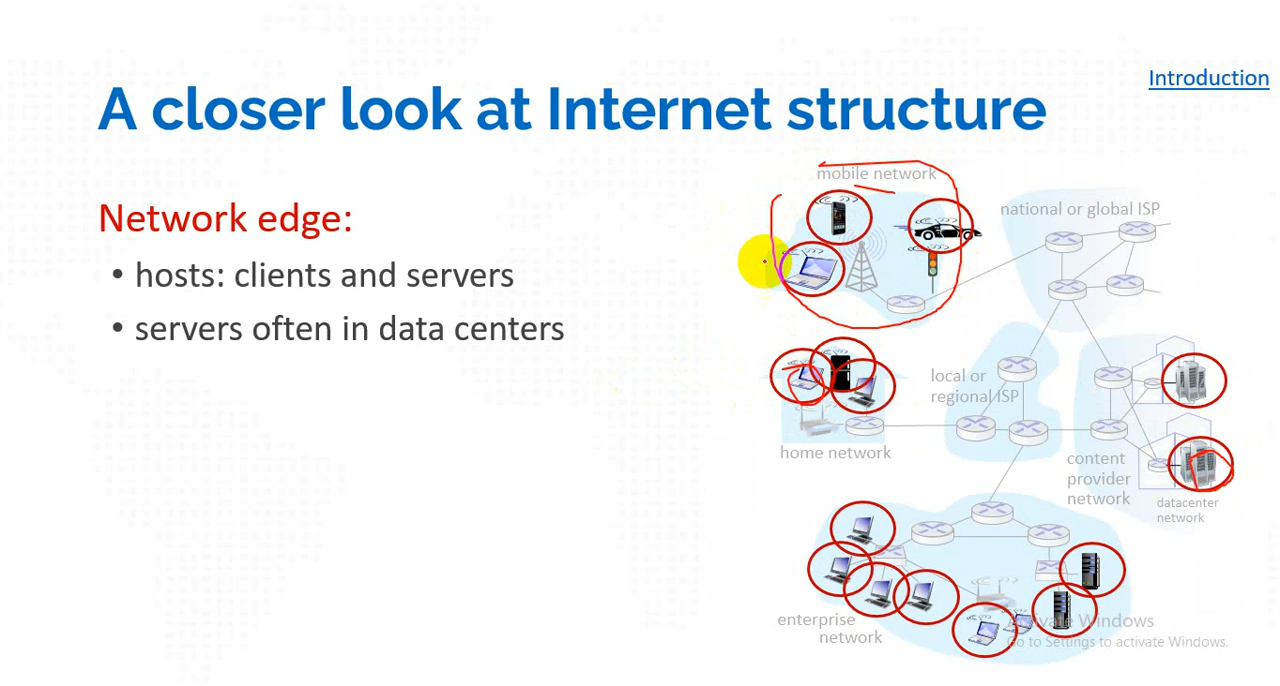 Introduction
A closer look at Internet structure
Network edge:
• hosts: clients and servers
• servers often in data centers
mobile network
national or global ISP
local or
regional ISP
home network
content
provider
network
datacenter
network
enterprise
network
Activate Windows
Go to Settings to activate Windows.